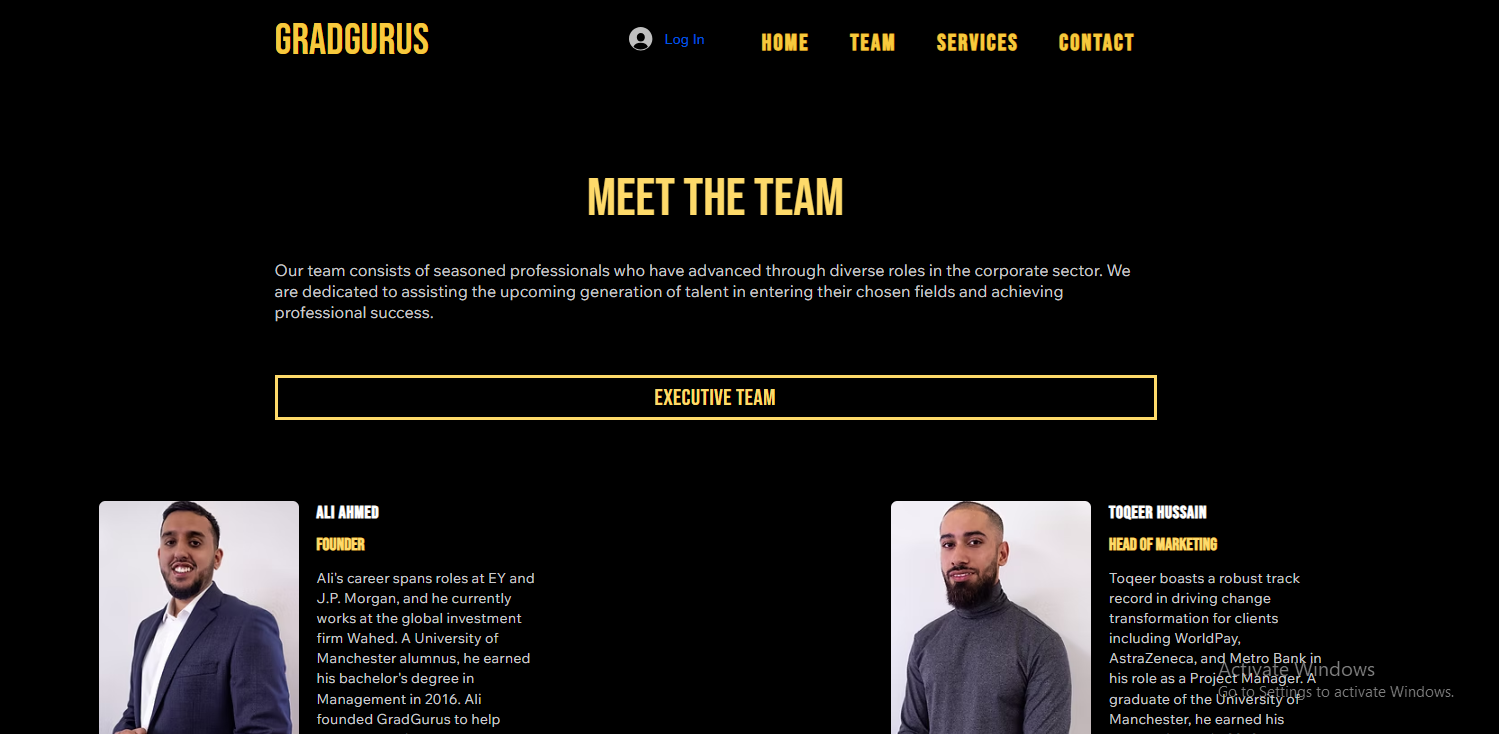 GRADGURUS
Log In
HOME
TEAM
SERVICES
CONTACT
MEET THE TEAM
Our team consists of seasoned professionals who have advanced through diverse roles in the corporate sector. We
are dedicated to assisting the upcoming generation of talent in entering their chosen fields and achieving
professional success.
EXECUTIVE TEAM
ALI AHMED
FOUNDER
Ali's career spans roles at EY and
J.P. Morgan, and he currently
works at the global investment
firm Wahed. A University of
Manchester alumnus, he earned
his bachelor's degree in
Management in 2016. Ali
founded GradGurus to help
TOQEER HUSSAIN
HEAD OF MARKETING
Toqeer boasts a robust track
record in driving change
transformation for clients
including WorldPay,
AstraZeneca, and Metro Bank in
his role as a Project Manager. A
graduate of the University of
Manchester, he earned his
Activate Windows
Go to Settings to activate Windows.